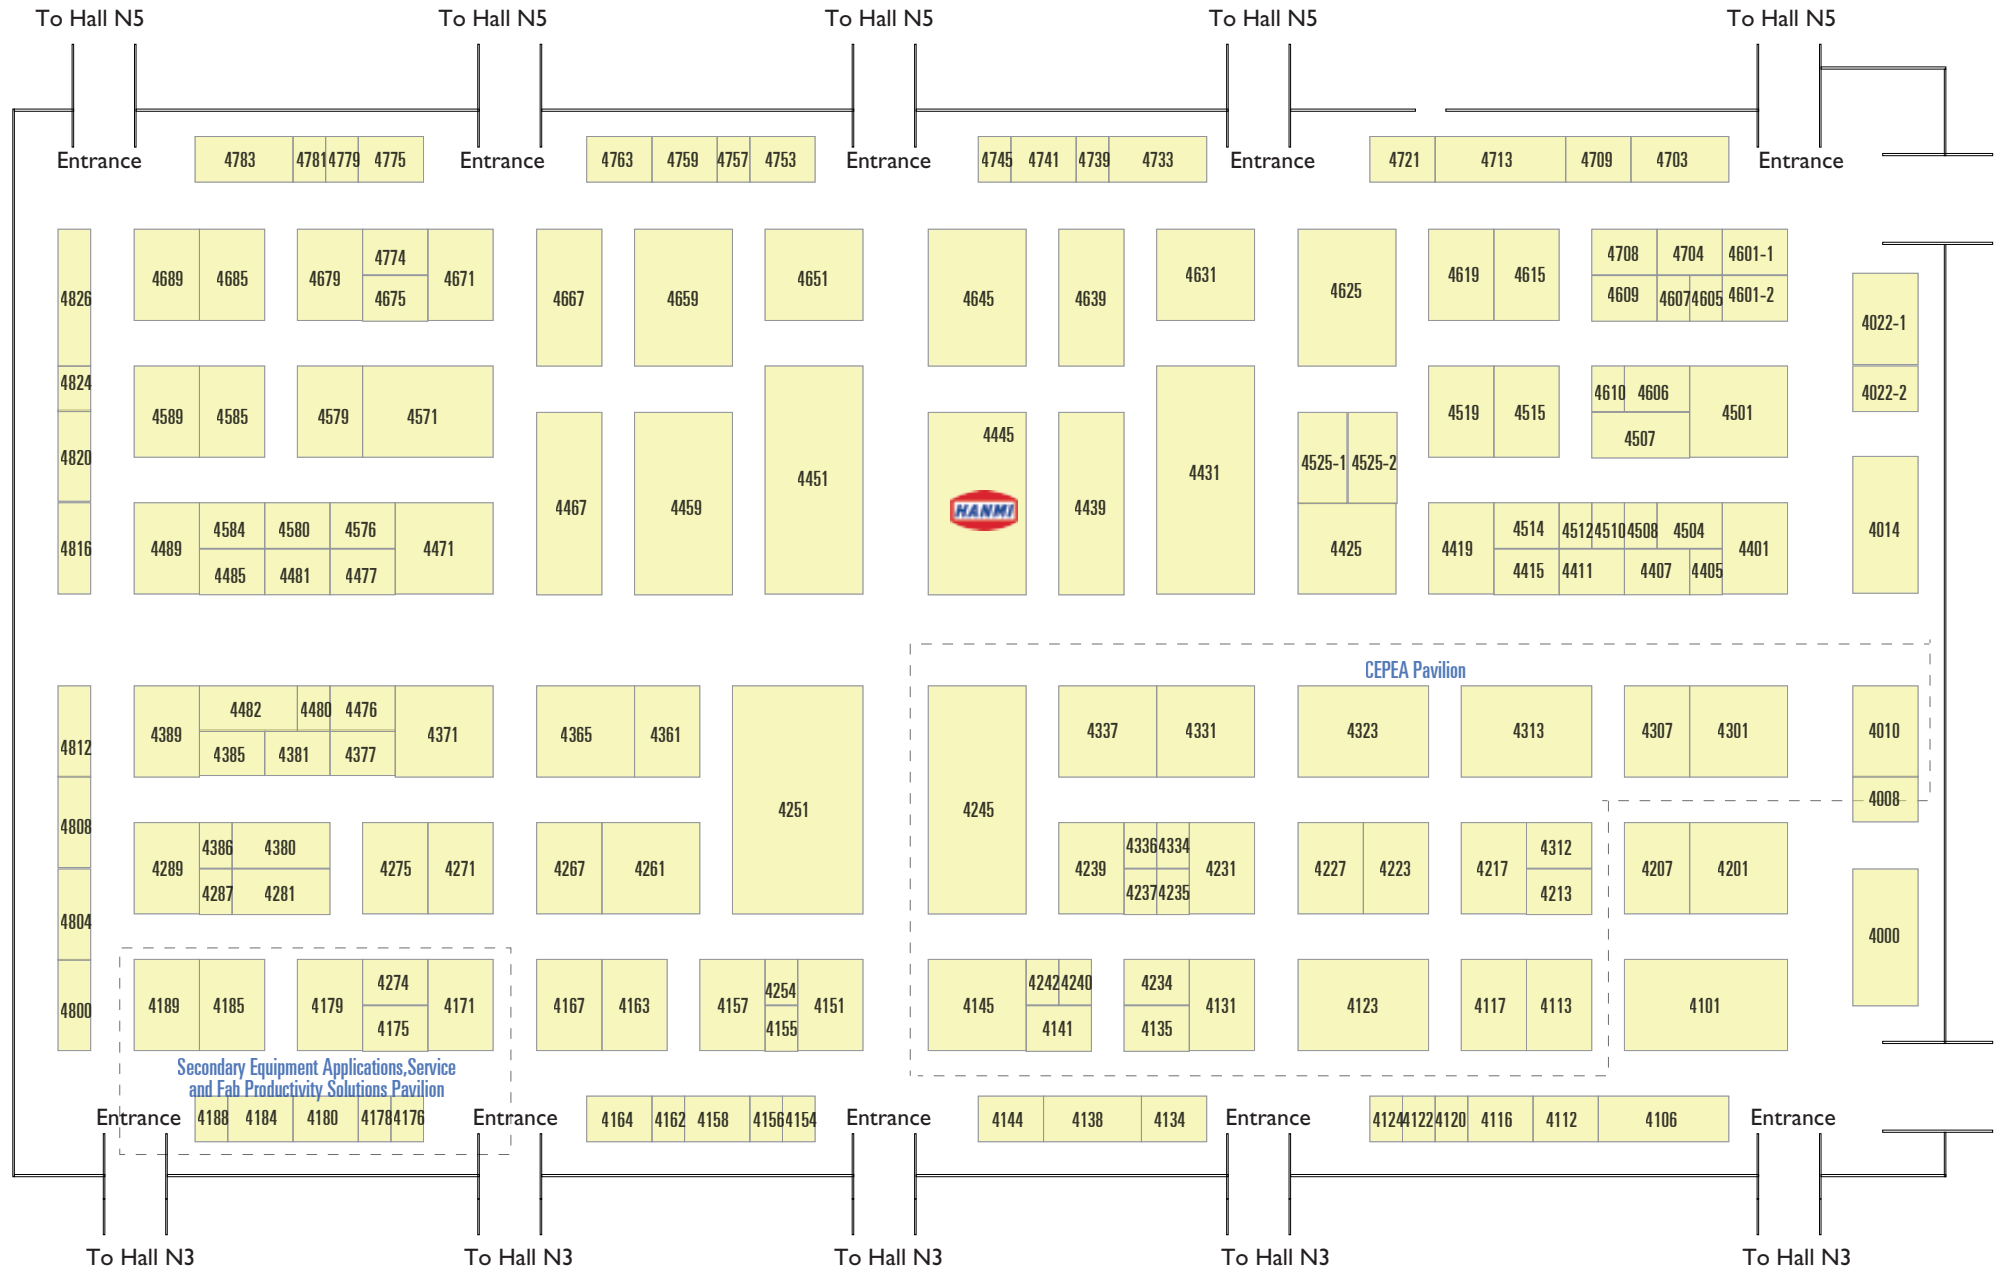 To Hall N5 To Hall N5 To Hall N5 To Hall N5 To Hall N5
Entrance 4783 4781 4779 4775 Entrance 4763 4759 4757 4753 Entrance 4745 4741 4739 4733 Entrance 4721 4713 4709 4703 Entrance
4774 4708 4704 4601-1
4826 4689 4685 4679 4671 4667 4659 4651 4645 4639 4631 4625 4619 4615
4675 4609 4607 4605 4601-2
4022-1
4824 4610 4606 4022-2
4589 4585 4579 4571 4519 4515 4501
4820 4445 4507
4467 4459 4451 4439 4431 4525-1 4525-2
HANMI
4584 4580 4576 4514 4512 4510 4508 4504 4014
4816 4489 4471 4425 4419 4401
4485 4481 4477 4415 4411 4407 4405
CEPEA Pavilion
4482 4480 4476
4812 4389 4371 4365 4361 4337 4331 4323 4313 4307 4301 4010
4385 4381 4377
4251 4245 4008
4808 4386 4380 4336 4334 4312
4289 4275 4271 4267 4261 4239 4231 4227 4223 4217 4207 4201
4287 4281 4237 4235 4213
4804 4000
4274 4254 4242 4240 4234
4800 4189 4185 4179 4171 4167 4163 4157 4151 4145 4131 4123 4117 4113 4101
4175 4155 4141 4135
Secondary Equipment Applications,Service
and Fab Productivity Solutions Pavilion
Entrance 4188 4184 4180 4178 4176 Entrance 4164 4162 4158 4156 4154 Entrance 4144 4138 4134 Entrance 4124 4122 4120 4116 4112 4106 Entrance
To Hall N3 To Hall N3 To Hall N3 To Hall N3 To Hall N3